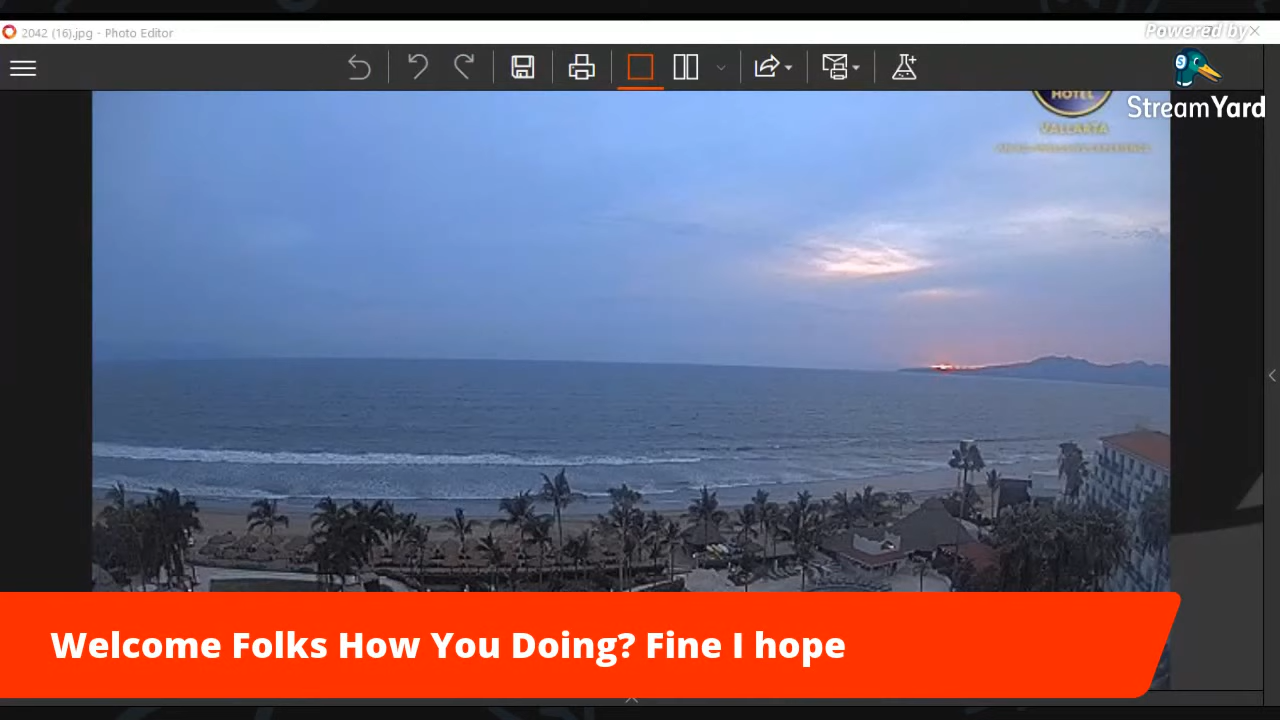 2042 (16).jpg - Photo Editor
Powered by
StreamYard
HOTEL
VALLARTA
Welcome Folks How You Doing? Fine I hope